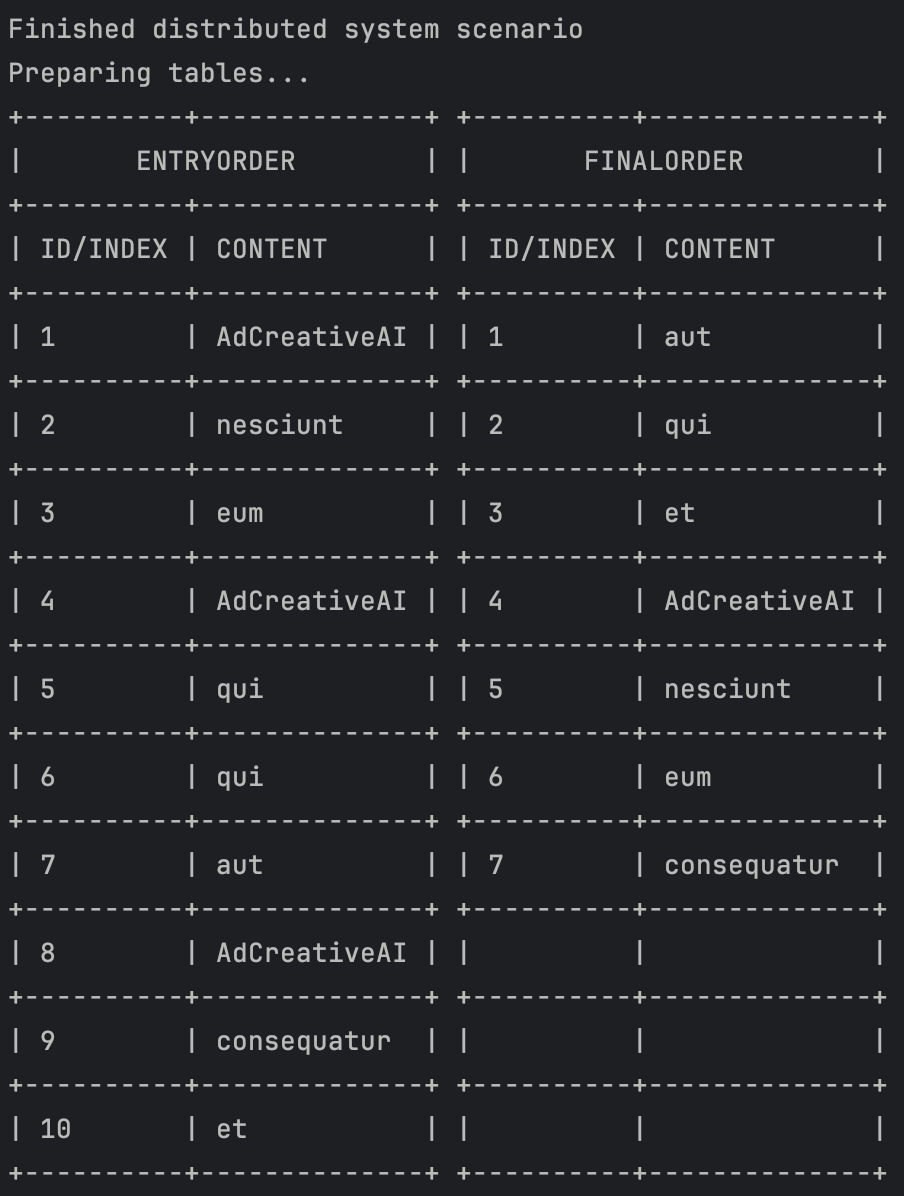 Finished distributed system scenario
Preparing tables...
+----------+--------------+ +----------+--------------+
|       ENTRYORDER        | |       FINALORDER        |
+----------+--------------+ +----------+--------------+
| ID/INDEX | CONTENT      | | ID/INDEX | CONTENT      |
+----------+--------------+ +----------+--------------+
| 1        | AdCreativeAI | | 1        | aut          |
+----------+--------------+ +----------+--------------+
| 2        | nesciunt     | | 2        | qui          |
+----------+--------------+ +----------+--------------+
| 3        | eum          | | 3        | et           |
+----------+--------------+ +----------+--------------+
| 4        | AdCreativeAI | | 4        | AdCreativeAI |
+----------+--------------+ +----------+--------------+
| 5        | qui          | | 5        | nesciunt     |
+----------+--------------+ +----------+--------------+
| 6        | qui          | | 6        | eum          |
+----------+--------------+ +----------+--------------+
| 7        | aut          | | 7        | consequatur  |
+----------+--------------+ +----------+--------------+
| 8        | AdCreativeAI | |          |              |
+----------+--------------+ +----------+--------------+
| 9        | consequatur  | |          |              |
+----------+--------------+ +----------+--------------+
| 10       | et           | |          |              |
+----------+--------------+ +----------+--------------+